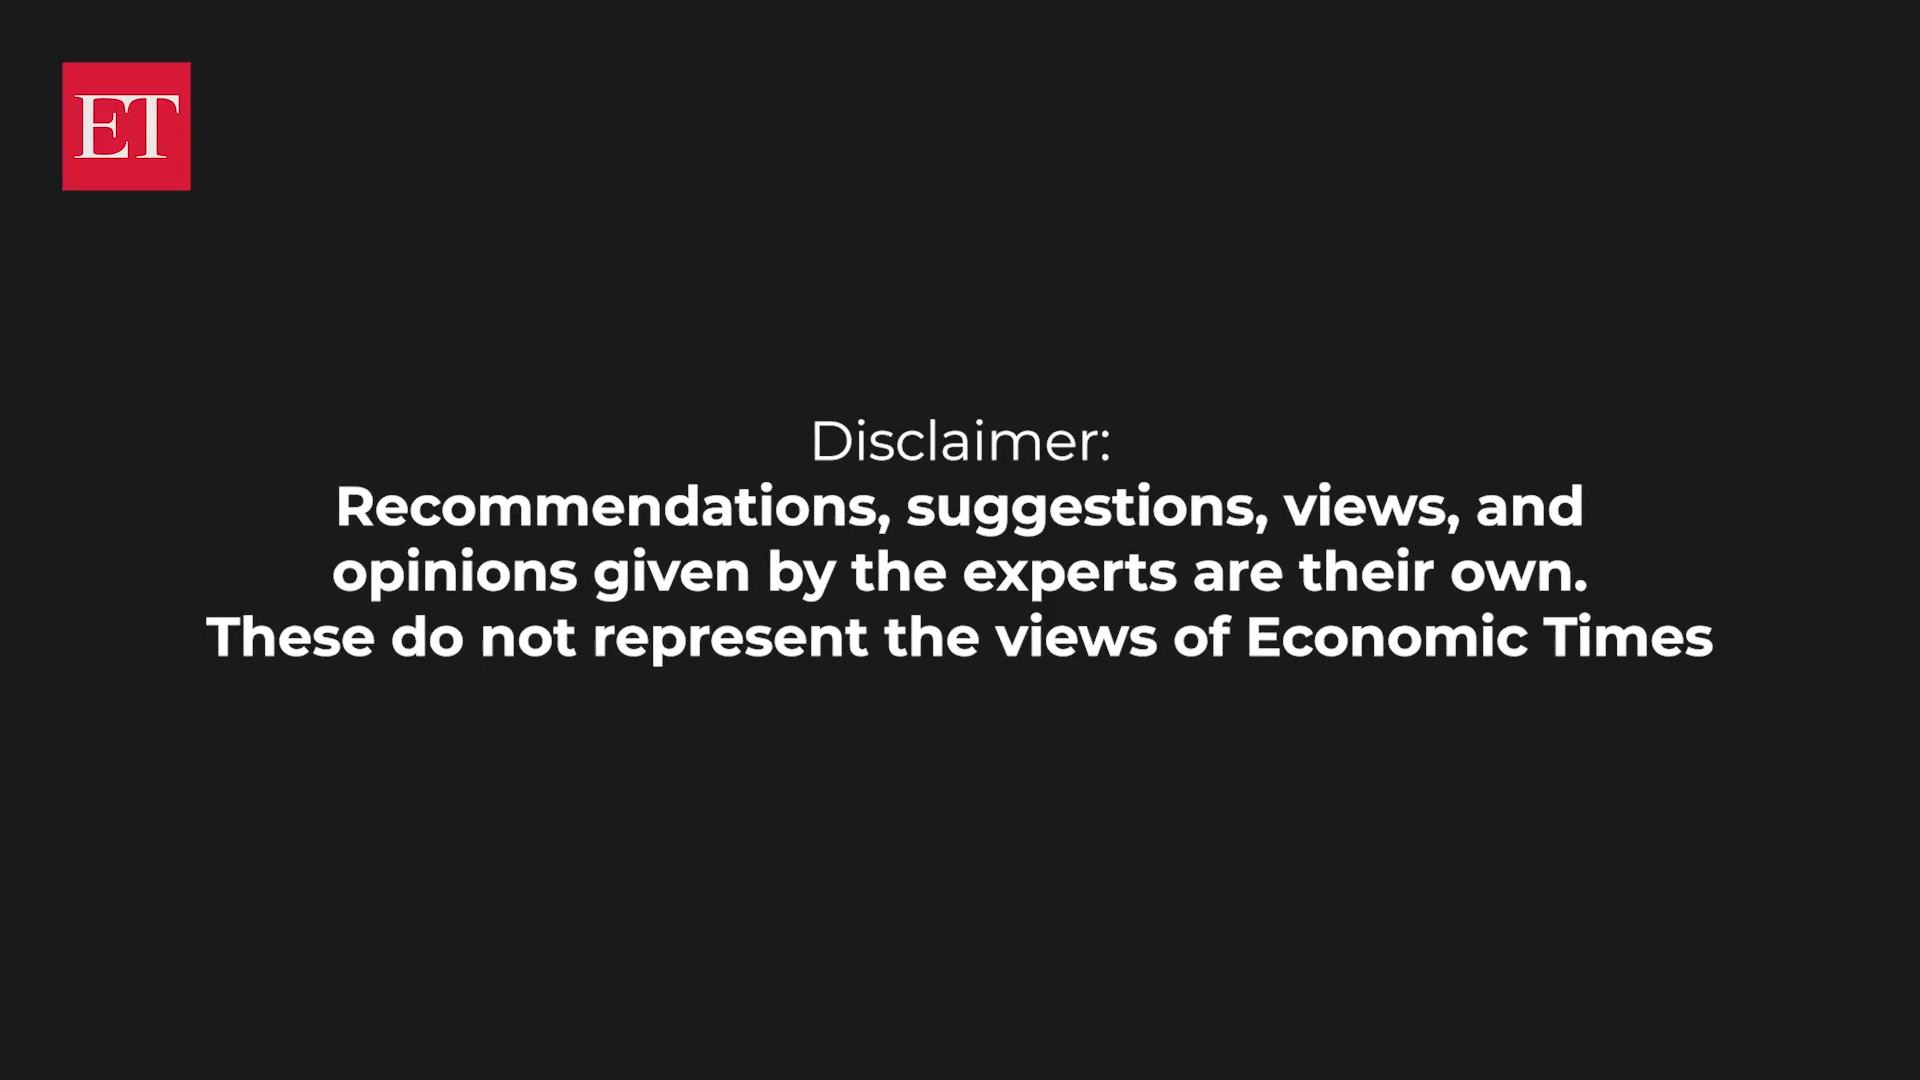 ET
Disclaimer:
Recommendations, suggestions, views, and
opinions given by the experts are their own.
These do not represent the views of Economic Times